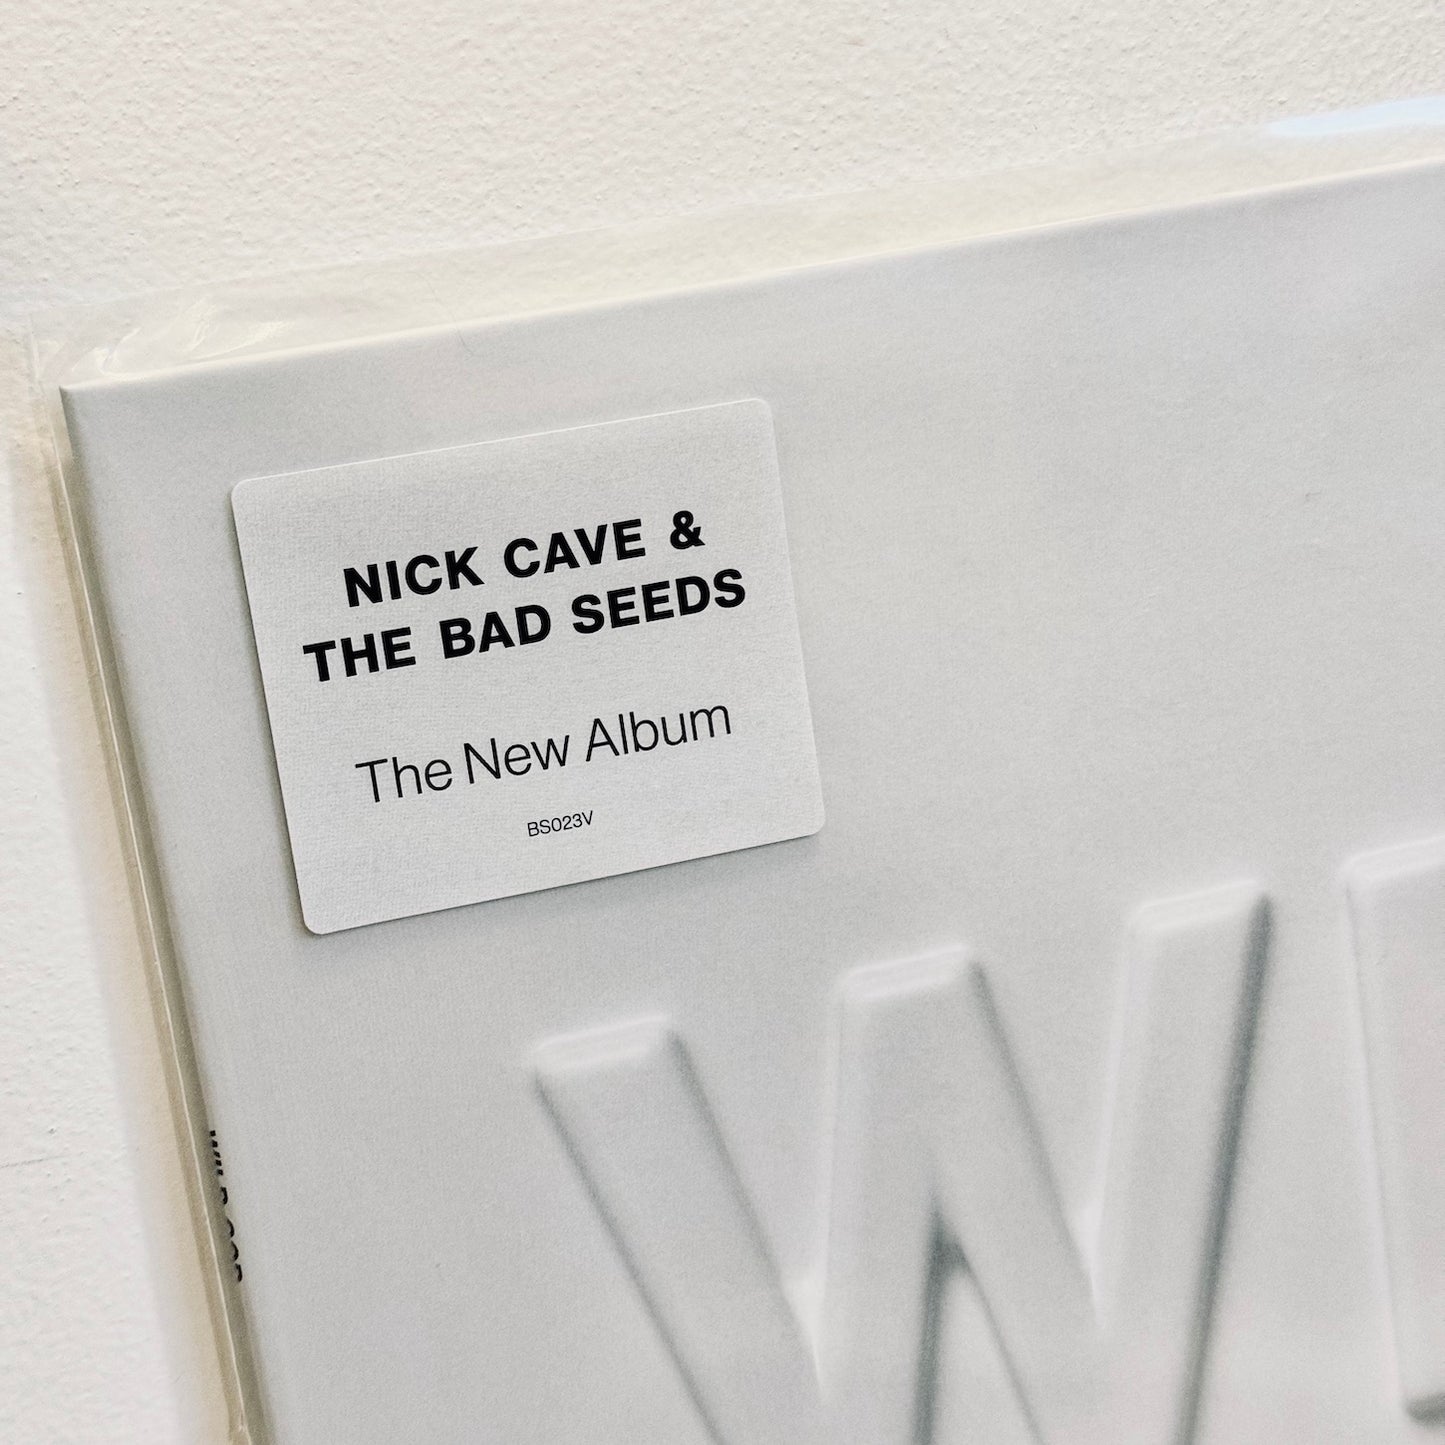 NICK CAVE &
THE BAD SEEDS
The New Album
BS023V
W